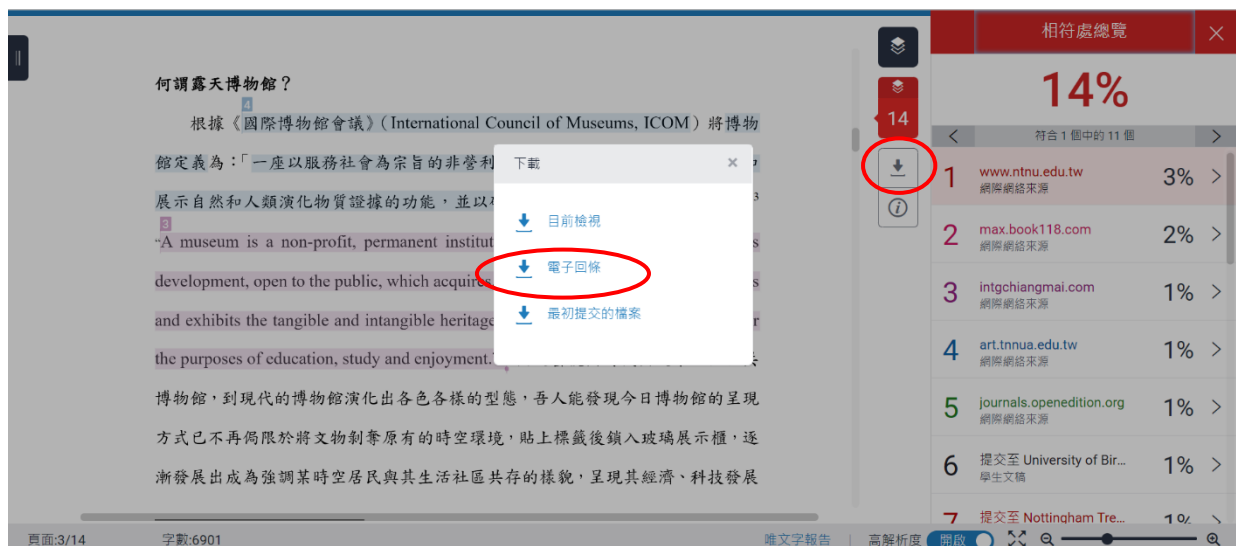 何謂露天博物館？
4
根據《國際博物館會議》（International Council of Museums, ICOM）將博物
館定義為：「一座以服務社會為宗旨的非營利
展示自然和人類演化物質證據的功能，並以
3
3
“A museum is a non-profit, permanent institut
s
development, open to the public, which acquires
s
and exhibits the tangible and intangible heritage
r
the purposes of education, study and enjoyment.
博物館，到現代的博物館演化出各色各樣的型態，吾人能發現今日博物館的呈現
方式已不再侷限於將文物剝奪原有的時空環境，貼上標籤後鎖入玻璃展示櫃，逐
漸發展出成為強調某時空居民與其生活社區共存的樣貌，呈現其經濟、科技發展
下載 ×
目前檢視
電子回條
最初提交的檔案
14
相符處總覽
14%
符合 1 個中的 11 個
1 www.ntnu.edu.tw 3%
網際網絡來源
2 max.book118.com 2%
網際網絡來源
3 intgchiangmai.com 1%
網際網絡來源
4 art.tnnua.edu.tw 1%
網際網絡來源
5 journals.openedition.org 1%
網際網絡來源
6 提交至 University of Bir... 1%
學生文稿
7 提交至 Nottingham Tre... 1%
頁面:3/14 字數:6901 唯文字報告 | 高解析度 開啟